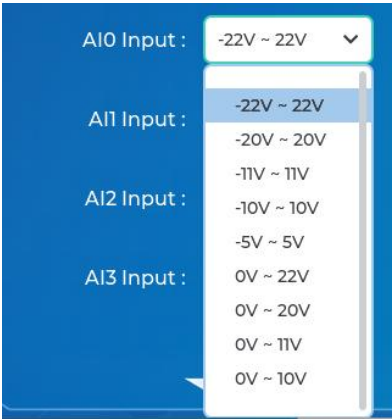 AI0 Input : -22V ~ 22V
-22V ~ 22V
AI1 Input :
-20V ~ 20V
-11V ~ 11V
AI2 Input :
-10V ~ 10V
-5V ~ 5V
AI3 Input :
0V ~ 22V
0V ~ 20V
0V ~ 11V
0V ~ 10V